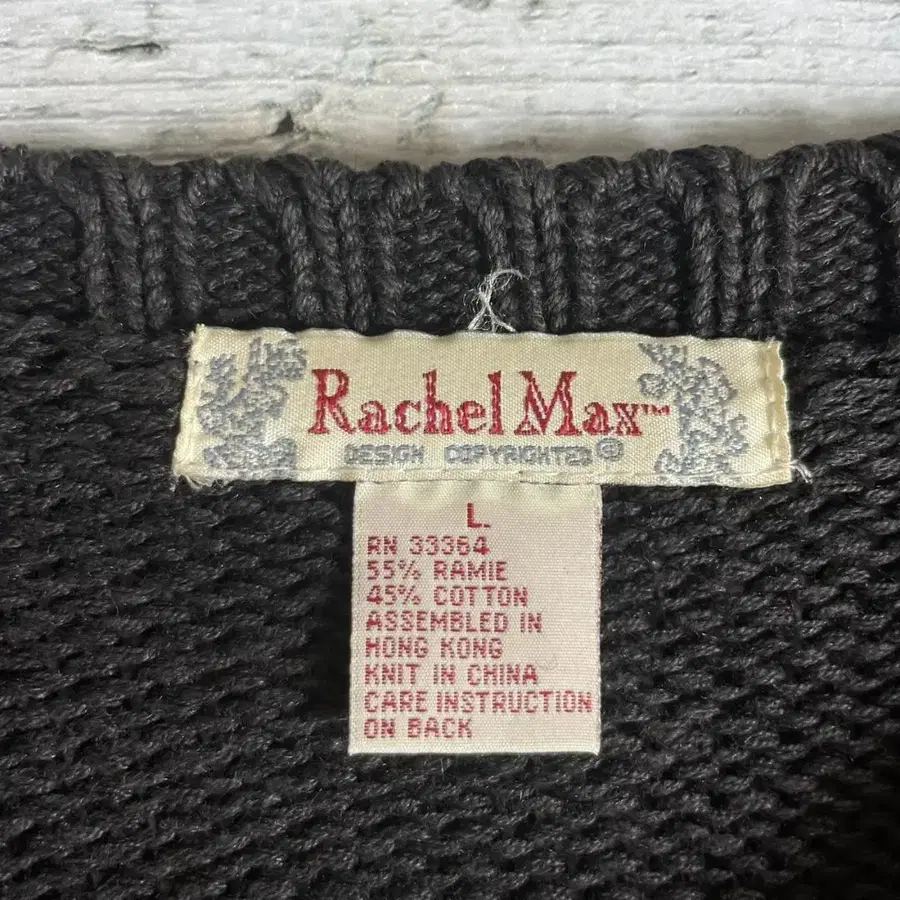 Rachel Max™
DESIGN COPYRIGHTED ©
L.
RN 33364
55% RAMIE
45% COTTON
ASSEMBLED IN
HONG KONG
KNIT IN CHINA
CARE INSTRUCTION
ON BACK